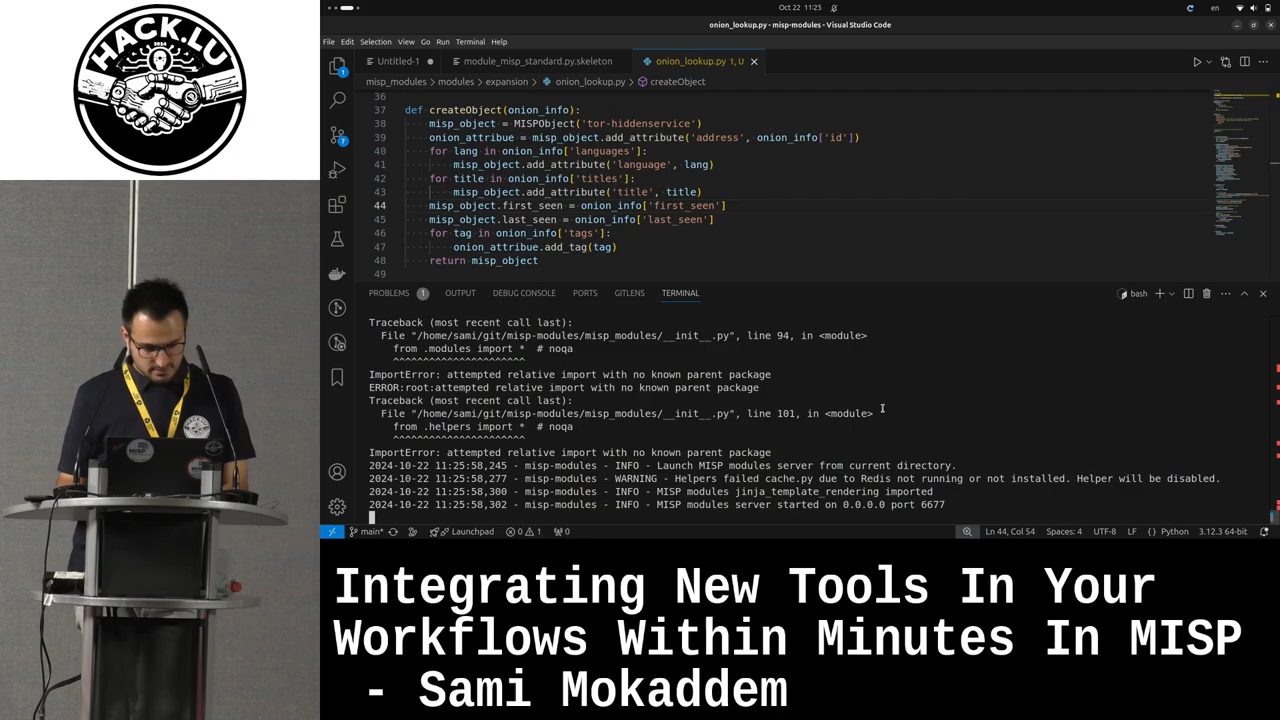 HACK.LU
Oct 22 11:25
en
onion_lookup.py - misp-modules - Visual Studio Code
File Edit Selection View Go Run Terminal Help
Untitled-1
module_misp_standard.py.skeleton
onion_lookup.py 1, U
misp_modules > modules > expansion > onion_lookup.py > createObject
36
37 def createObject(onion_info):
38 misp_object = MISPObject('tor-hiddenservice')
39 onion_attribue = misp_object.add_attribute('address', onion_info['id'])
40 for lang in onion_info['languages']:
41 misp_object.add_attribute('language', lang)
42 for title in onion_info['titles']:
43 misp_object.add_attribute('title', title)
44 misp_object.first_seen = onion_info['first_seen']
45 misp_object.last_seen = onion_info['last_seen']
46 for tag in onion_info['tags']:
47 onion_attribue.add_tag(tag)
48 return misp_object
49
PROBLEMS 1 OUTPUT DEBUG CONSOLE PORTS GITLENS TERMINAL
bash
Traceback (most recent call last):
File "/home/sami/git/misp-modules/misp_modules/__init__.py", line 94, in <module>
from .modules import * # noqa
^^^^^^^^^^^^^^^^^^^^^^
ImportError: attempted relative import with no known parent package
ERROR:root:attempted relative import with no known parent package
Traceback (most recent call last):
File "/home/sami/git/misp-modules/misp_modules/__init__.py", line 101, in <module>
from .helpers import * # noqa
^^^^^^^^^^^^^^^^^^^^^^
ImportError: attempted relative import with no known parent package
2024-10-22 11:25:58,245 - misp-modules - INFO - Launch MISP modules server from current directory.
2024-10-22 11:25:58,277 - misp-modules - WARNING - Helpers failed cache.py due to Redis not running or not installed. Helper will be disabled.
2024-10-22 11:25:58,300 - misp-modules - INFO - MISP modules jinja_template_rendering imported
2024-10-22 11:25:58,302 - misp-modules - INFO - MISP modules server started on 0.0.0.0 port 6677
main* Launchpad 0 1 0
Ln 44, Col 54 Spaces: 4 UTF-8 LF Python 3.12.3 64-bit
MISP
Integrating New Tools In Your
Workflows Within Minutes In MISP
- Sami Mokaddem